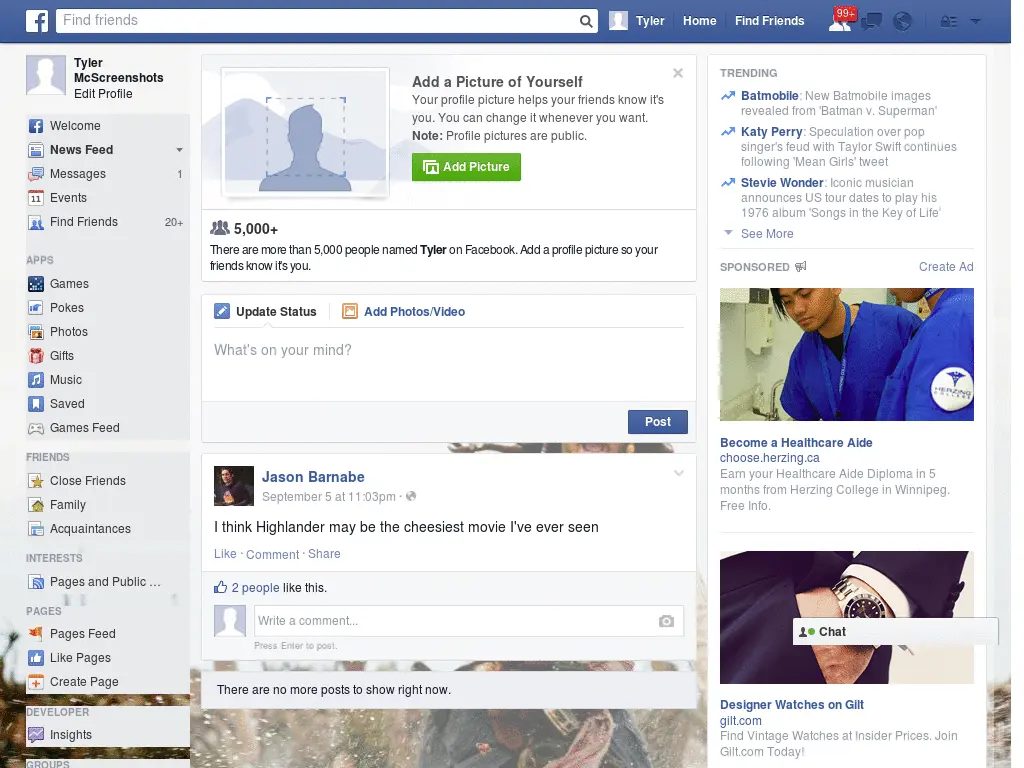 Find friends
Tyler
Home
Find Friends
99+
Tyler
McScreenshots
Edit Profile
Welcome
News Feed
Messages 1
11 Events
Find Friends 20+
APPS
Games
Pokes
Photos
Gifts
Music
Saved
Games Feed
FRIENDS
Close Friends
Family
Acquaintances
INTERESTS
Pages and Public ...
PAGES
Pages Feed
Like Pages
Create Page
DEVELOPER
Insights
GROUPS
Add a Picture of Yourself
Your profile picture helps your friends know it's
you. You can change it whenever you want.
Note: Profile pictures are public.
Add Picture
5,000+
There are more than 5,000 people named Tyler on Facebook. Add a profile picture so your
friends know it's you.
Update Status
Add Photos/Video
What's on your mind?
Post
Jason Barnabe
September 5 at 11:03pm ·
I think Highlander may be the cheesiest movie I've ever seen
Like · Comment · Share
2 people like this.
Write a comment...
Press Enter to post.
There are no more posts to show right now.
TRENDING
Batmobile: New Batmobile images
revealed from 'Batman v. Superman'
Katy Perry: Speculation over pop
singer's feud with Taylor Swift continues
following 'Mean Girls' tweet
Stevie Wonder: Iconic musician
announces US tour dates to play his
1976 album 'Songs in the Key of Life'
See More
SPONSORED
Create Ad
HERZING
COLLEGE
Become a Healthcare Aide
choose.herzing.ca
Earn your Healthcare Aide Diploma in 5
months from Herzing College in Winnipeg.
Free Info.
Chat
Designer Watches on Gilt
gilt.com
Find Vintage Watches at Insider Prices. Join
Gilt.com Today!